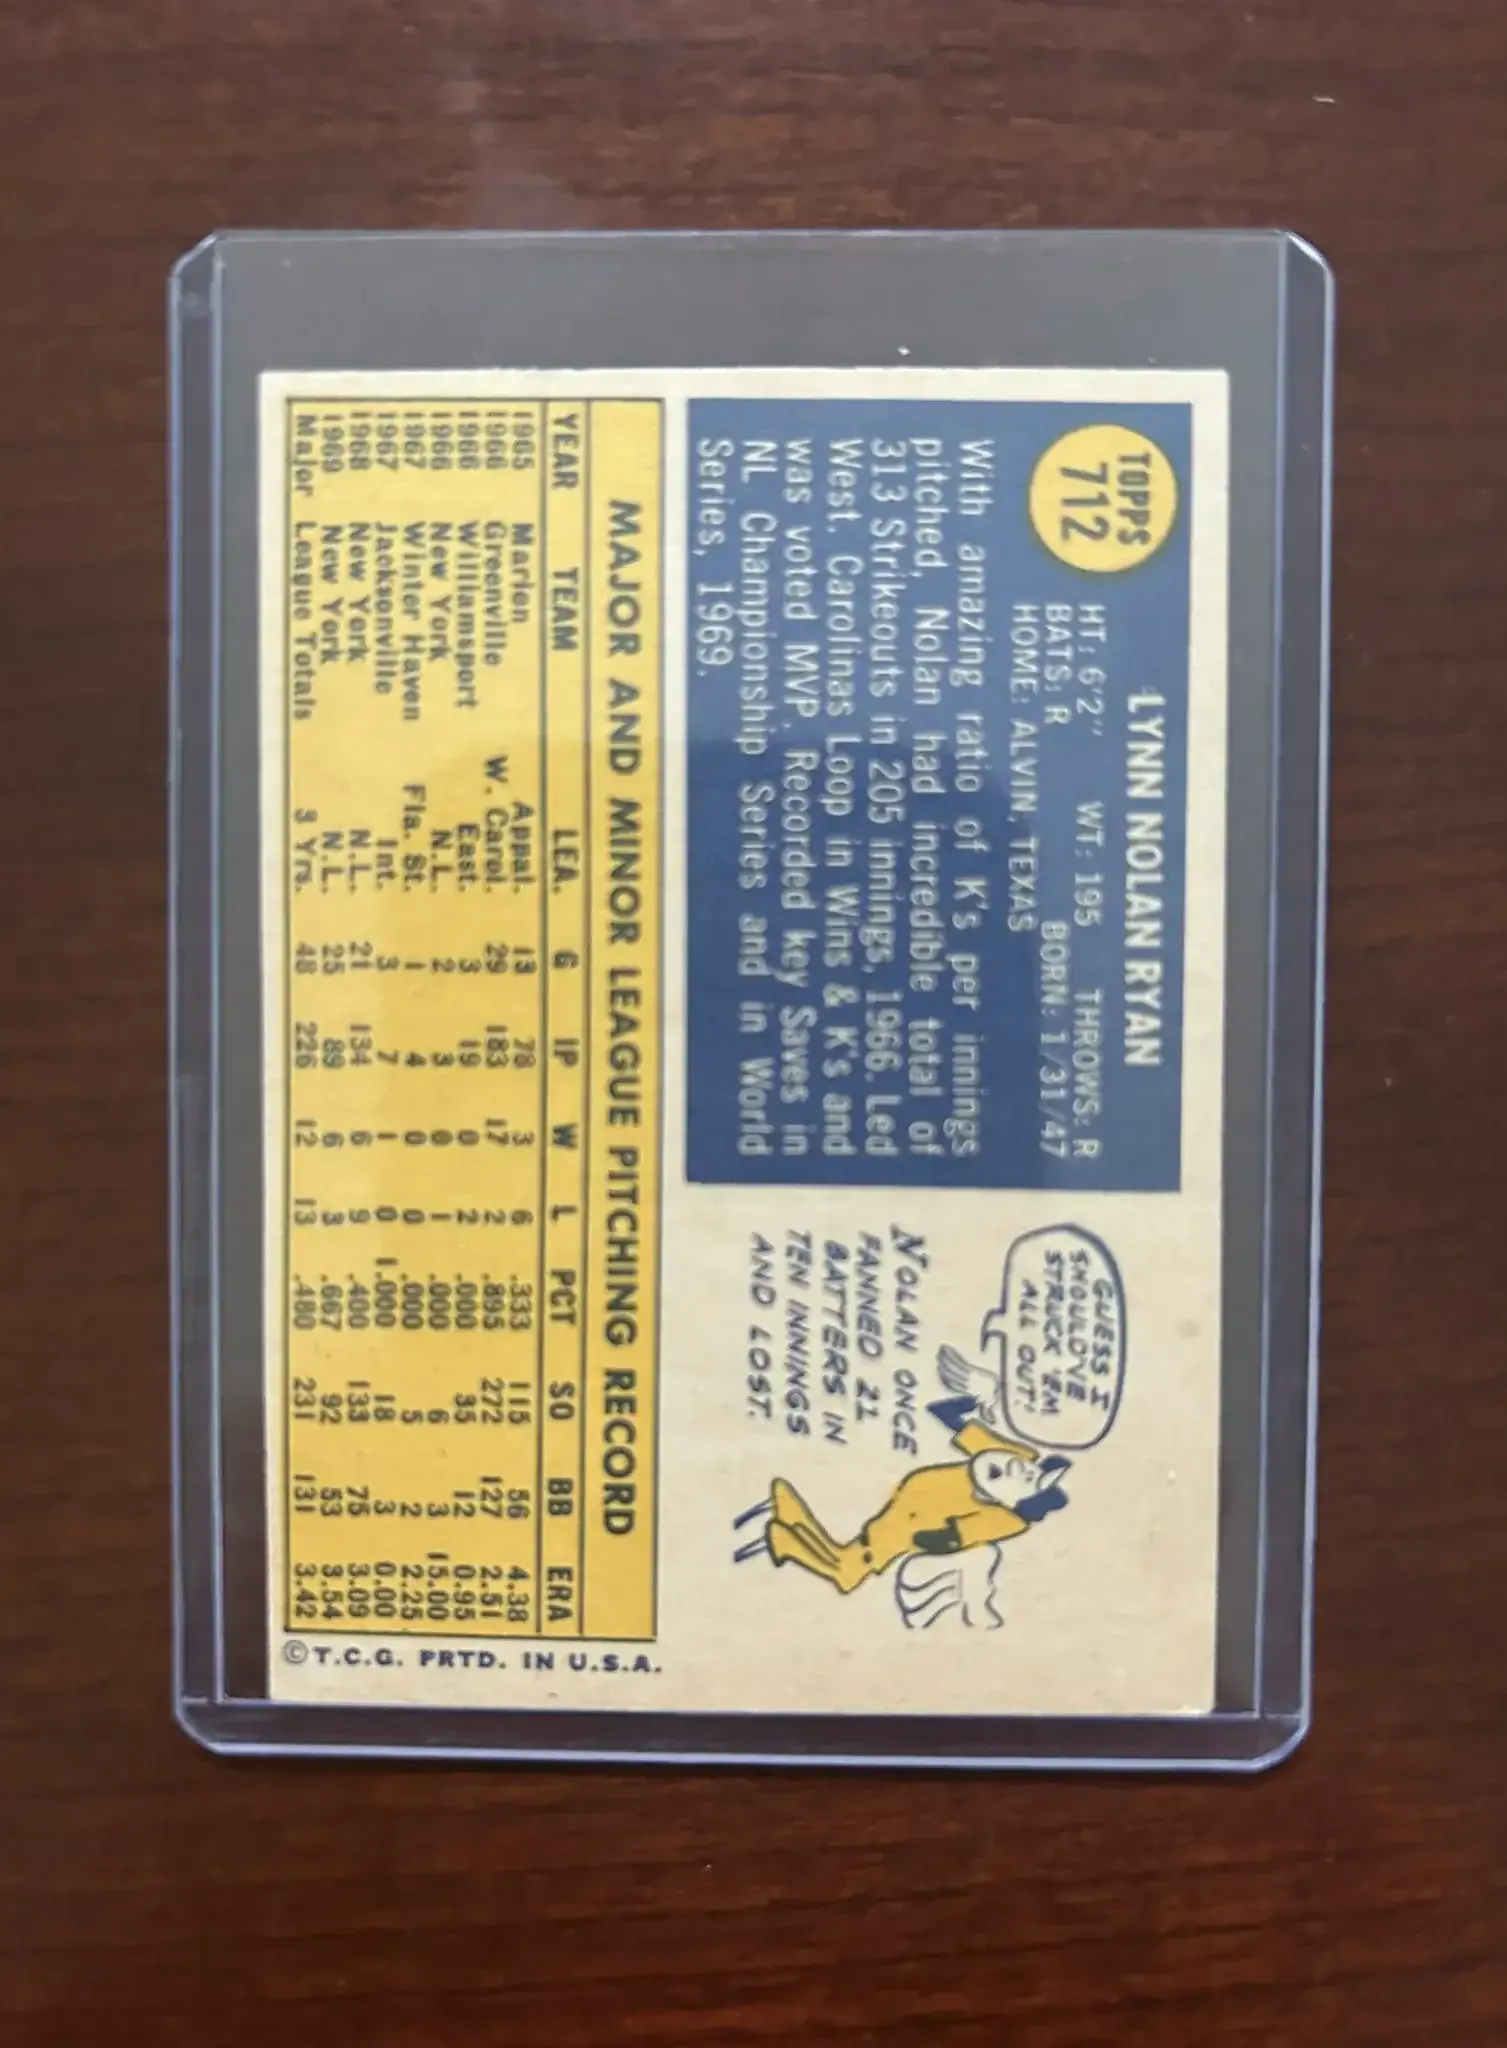 TOPPS
712
LYNN NOLAN RYAN
HT: 6'2" WT: 195 THROWS: R
BATS: R BORN: 1/31/47
HOME: ALVIN, TEXAS
With amazing ratio of K's per innings
pitched, Nolan had incredible total of
313 Strikeouts in 205 innings, 1966. Led
West. Carolinas Loop in Wins & K's and
was voted MVP. Recorded key Saves in
NL Championship Series and in World
Series, 1969.
GUESS I
SHOULD'VE
STRUCK 'EM
ALL OUT!
NOLAN ONCE
FANNED 21
BATTERS IN
TEN INNINGS
AND LOST.
MAJOR AND MINOR LEAGUE PITCHING RECORD
YEAR TEAM LEA. G IP W L PCT SO BB ERA
1965 Marion Appal. 13 78 3 6 .333 115 56 4.38
1966 Greenville W. Carol. 29 183 17 2 .895 272 127 2.51
1966 Williamsport East. 3 19 0 2 .000 35 12 0.95
1966 New York N.L. 2 3 0 1 .000 6 3 15.00
1967 Winter Haven Fla. St. 1 4 0 0 .000 5 2 2.25
1967 Jacksonville Int. 3 7 1 0 1.000 18 3 0.00
1968 New York N.L. 21 134 6 9 .400 133 75 3.09
1969 New York N.L. 25 89 6 3 .667 92 53 3.54
Major League Totals 3 Yrs. 48 226 12 13 .480 231 131 3.42
©T.C.G. PRTD. IN U.S.A.